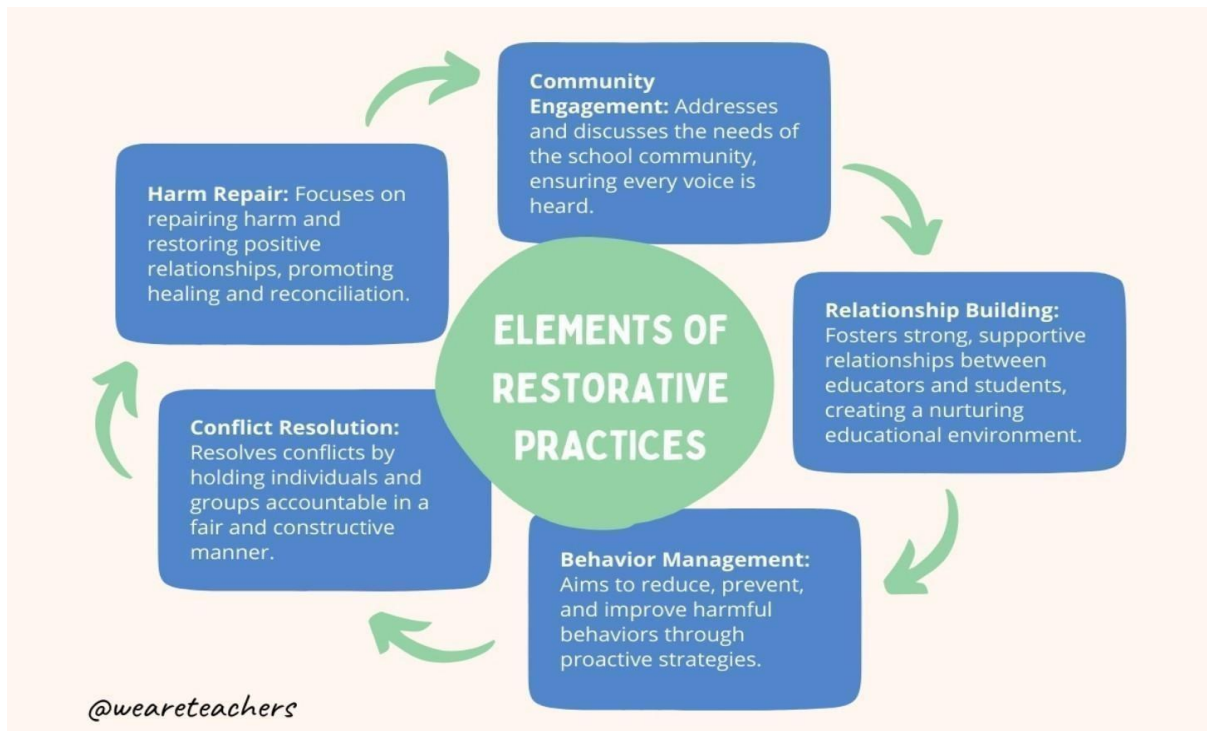 Community
Engagement: Addresses
and discusses the needs of
the school community,
ensuring every voice is
heard.
Relationship Building:
Fosters strong, supportive
relationships between
educators and students,
creating a nurturing
educational environment.
Behavior Management:
Aims to reduce, prevent,
and improve harmful
behaviors through
proactive strategies.
Conflict Resolution:
Resolves conflicts by
holding individuals and
groups accountable in a
fair and constructive
manner.
Harm Repair: Focuses on
repairing harm and
restoring positive
relationships, promoting
healing and reconciliation.
ELEMENTS OF
RESTORATIVE
PRACTICES
@weareteachers